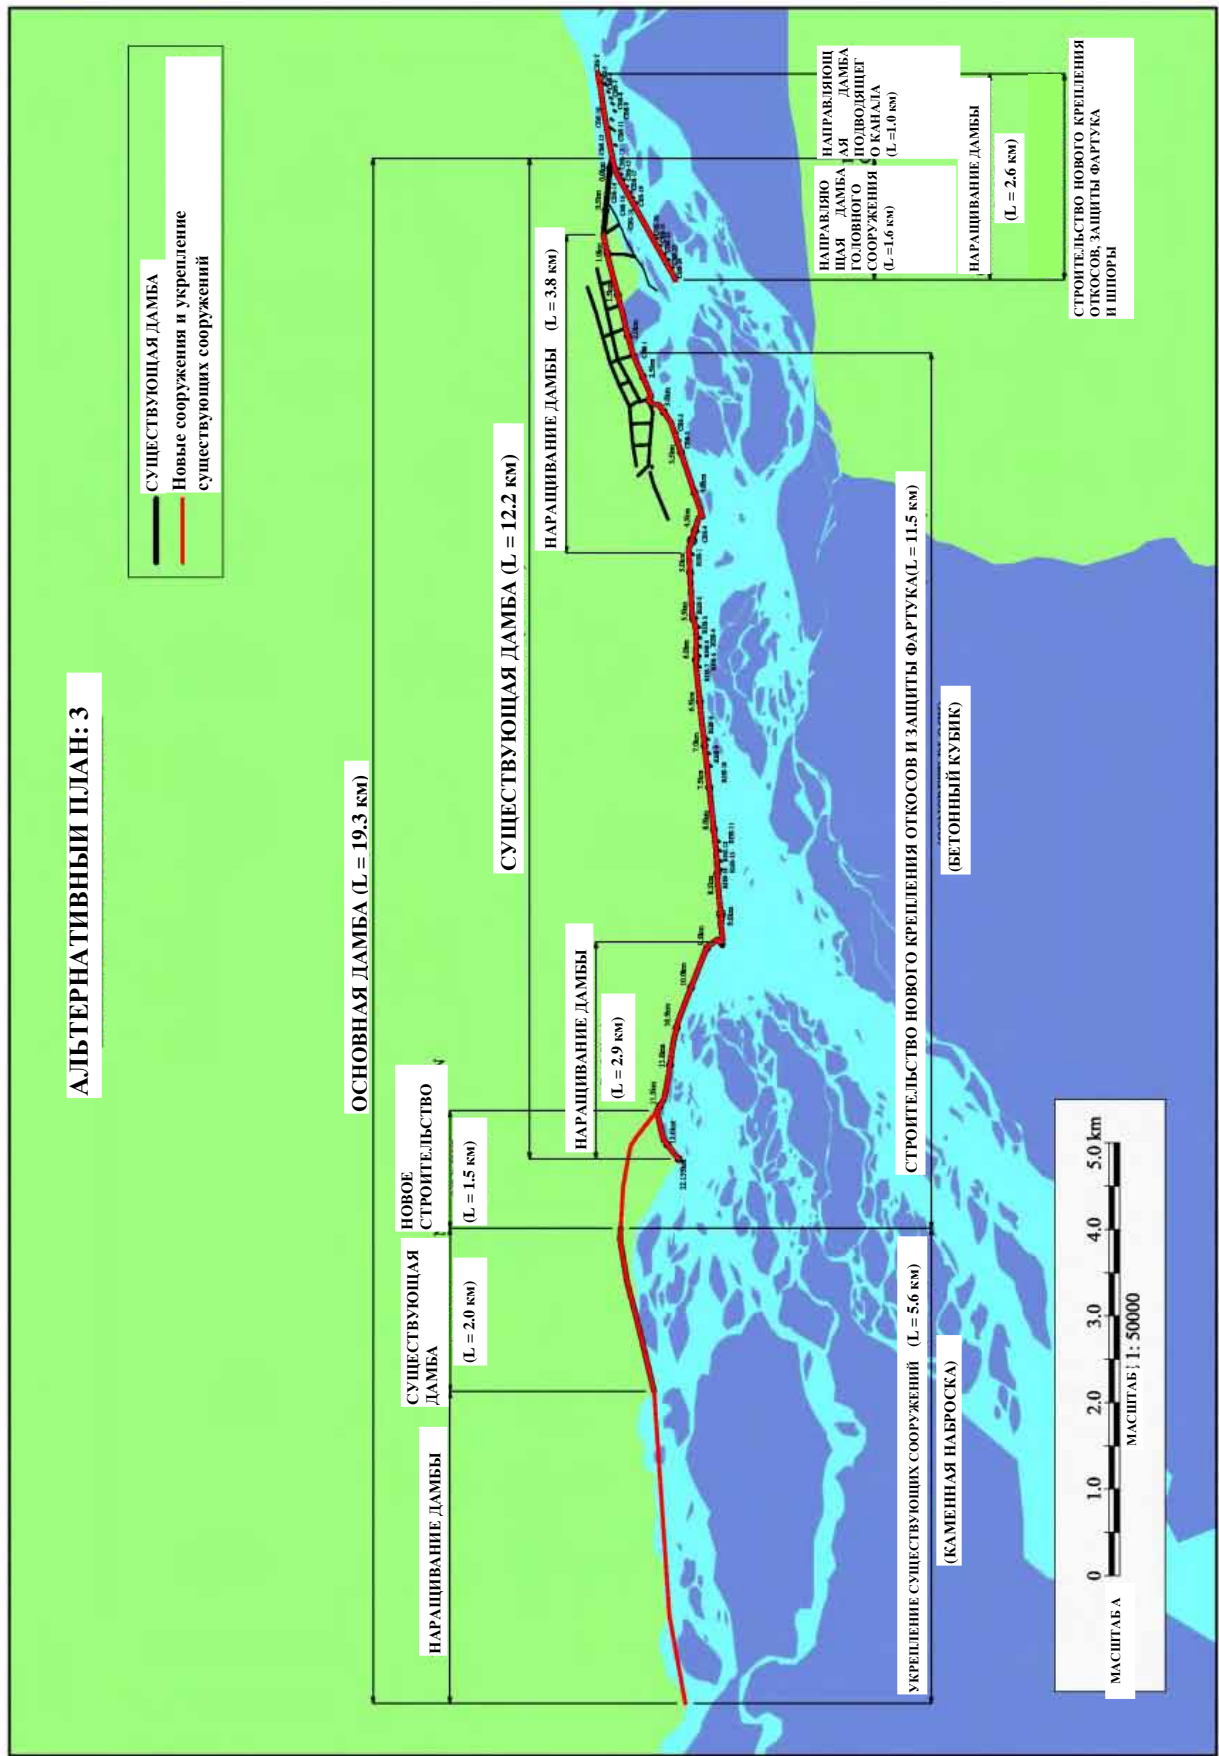 АЛЬТЕРНАТИВНЫЙ ПЛАН: 3
СУЩЕСТВУЮЩАЯ ДАМБА
Новые сооружения и укрепление
существующих сооружений
ОСНОВНАЯ ДАМБА (L = 19.3 км)
НОВОЕ
СТРОИТЕЛЬСТВО
(L = 1.5 км)
СУЩЕСТВУЮЩАЯ
ДАМБА
(L = 2.0 км)
НАРАЩИВАНИЕ ДАМБЫ
СУЩЕСТВУЮЩАЯ ДАМБА (L = 12.2 км)
НАРАЩИВАНИЕ ДАМБЫ (L = 3.8 км)
НАРАЩИВАНИЕ ДАМБЫ
(L = 2.9 км)
НАПРАВЛЯЮЩ
АЯ ДАМБА
ПОДВОДЯЩЕГ
О КАНАЛА
(L =1.0 км)
НАПРАВЛЯЮ
ЩАЯ ДАМБА
ГОЛОВНОГО
СООРУЖЕНИЯ
(L =1.6 км)
НАРАЩИВАНИЕ ДАМБЫ
(L = 2.6 км)
СТРОИТЕЛЬСТВО НОВОГО КРЕПЛЕНИЯ
ОТКОСОВ, ЗАЩИТЫ ФАРТУКА
И ШПОРЫ
СТРОИТЕЛЬСТВО НОВОГО КРЕПЛЕНИЯ ОТКОСОВ И ЗАЩИТЫ ФАРТУКА(L = 11.5 км)
(БЕТОННЫЙ КУБИК)
УКРЕПЛЕНИЕ СУЩЕСТВУЮЩИХ СООРУЖЕНИЙ (L = 5.6 км)
(КАМЕННАЯ НАБРОСКА)
0 1.0 2.0 3.0 4.0 5.0 km
МАСШТАБ А
МАСШТАБ 1: 50000